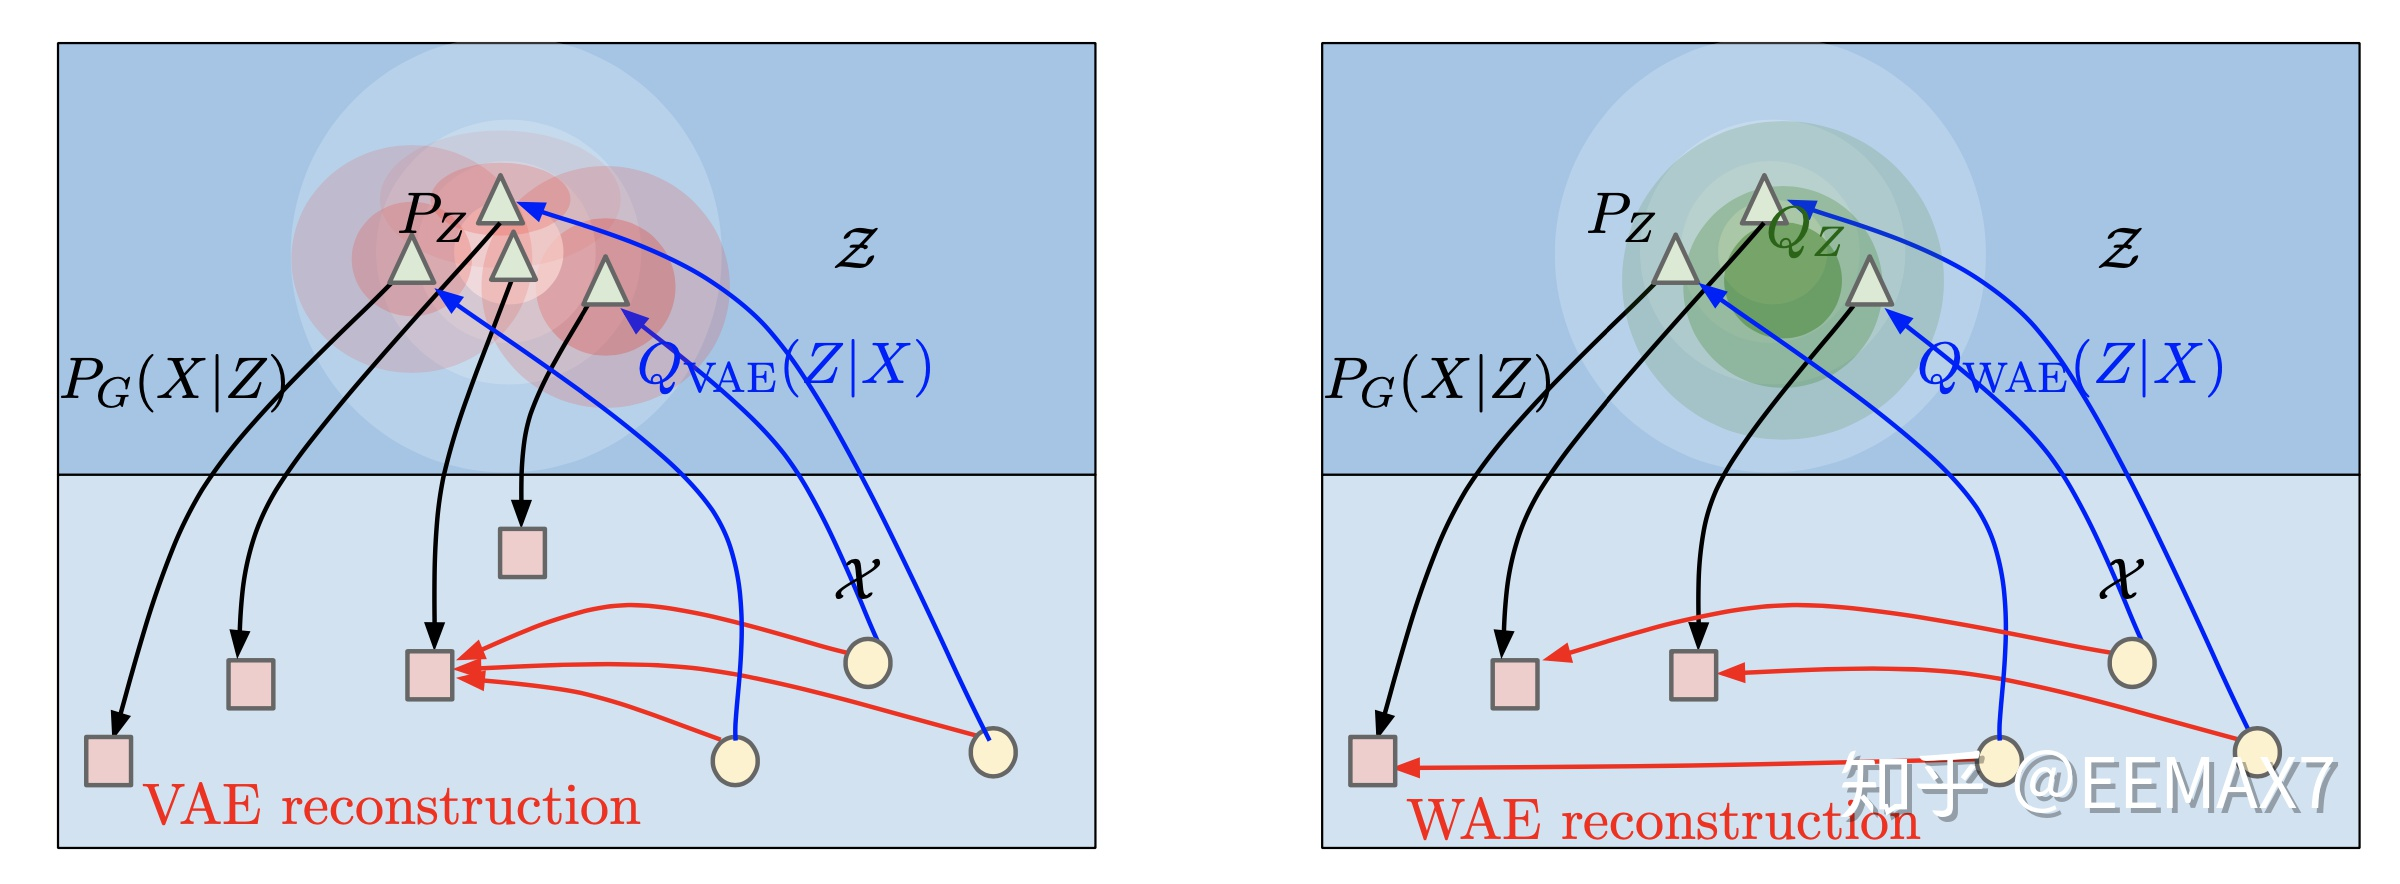 P_Z
𝒵
Q_VAE(Z|X)
P_G(X|Z)
𝒳
VAE reconstruction
P_Z
Q_Z
𝒵
Q_WAE(Z|X)
P_G(X|Z)
𝒳
WAE reconstruction
知乎 @EEMAX7